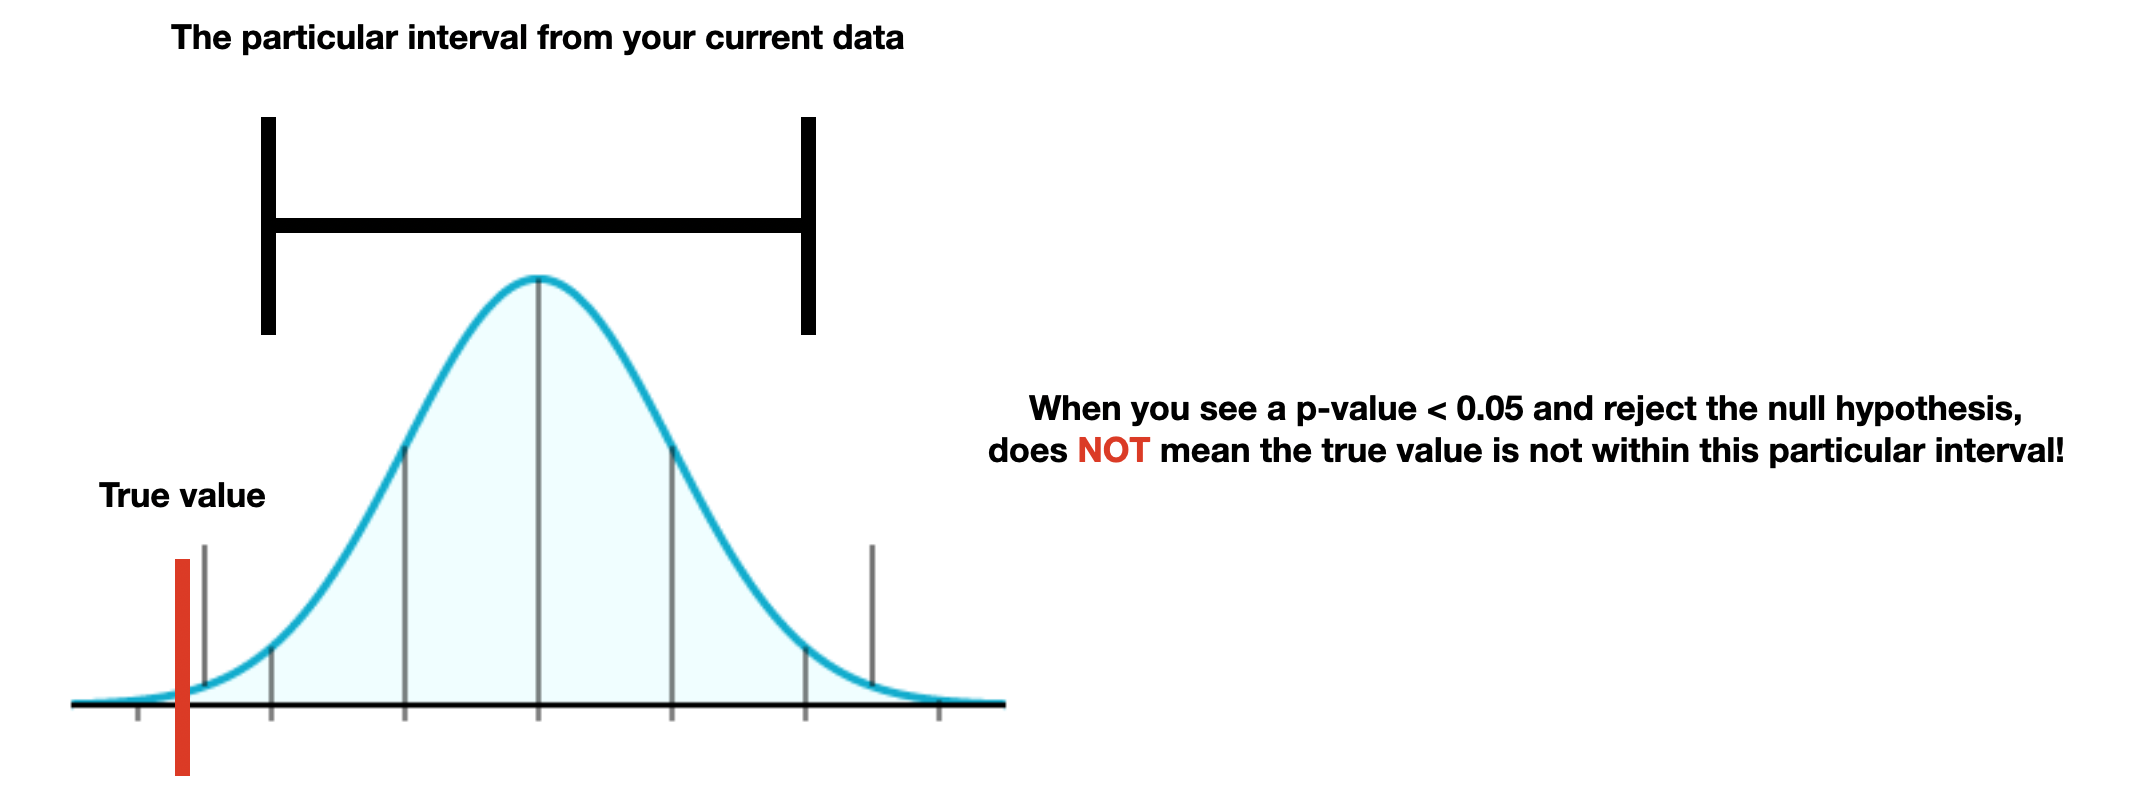 The particular interval from your current data
When you see a p-value < 0.05 and reject the null hypothesis,
does NOT mean the true value is not within this particular interval!
True value